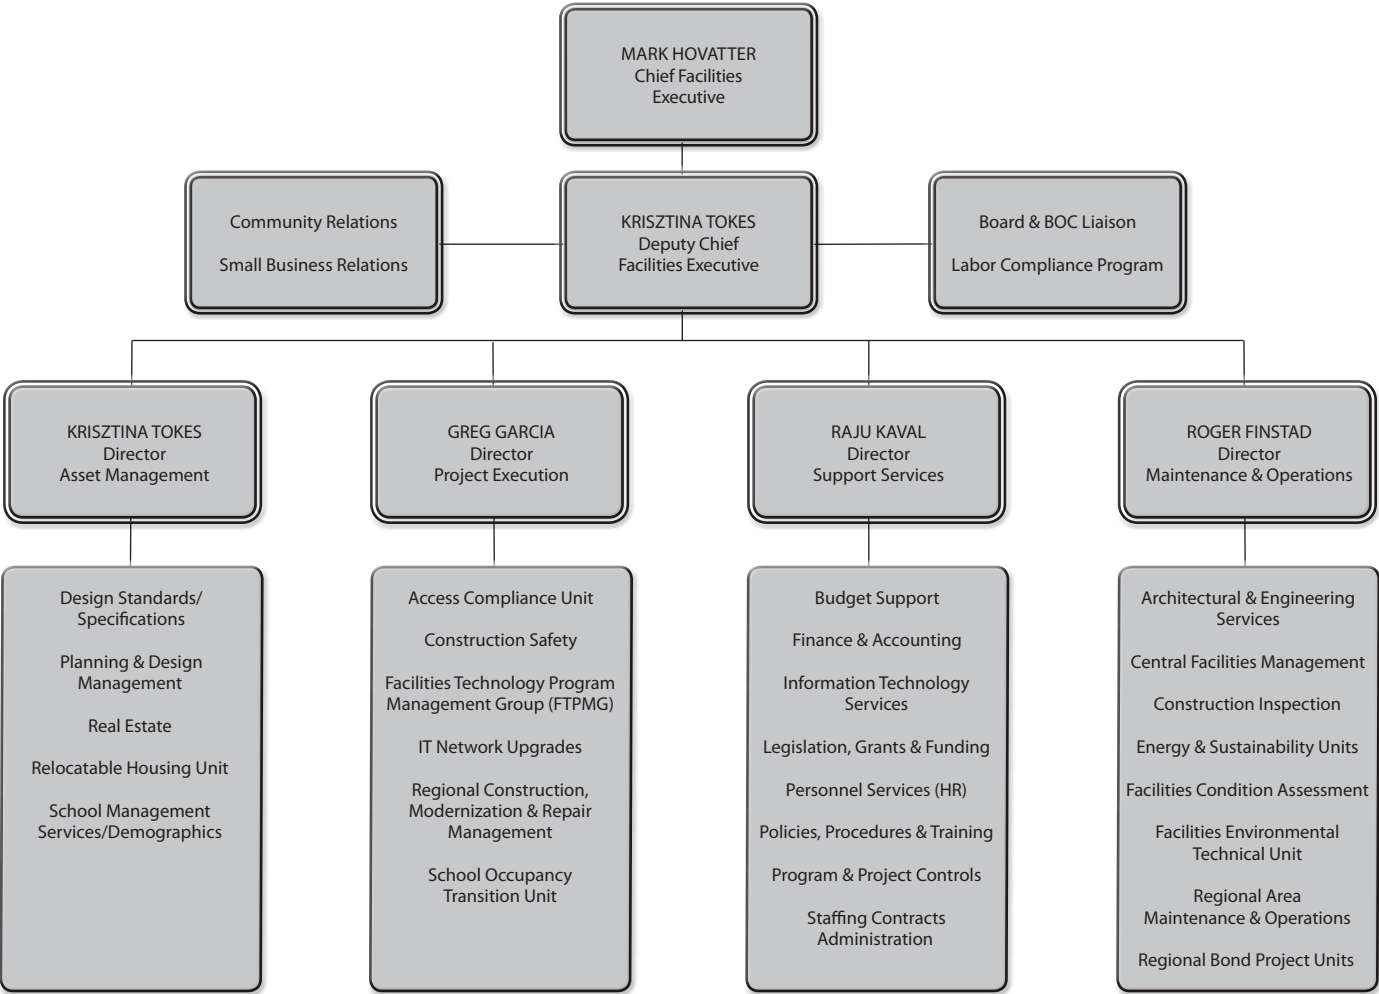 MARK HOVATTER
Chief Facilities
Executive
Community Relations
Small Business Relations
KRISZTINA TOKES
Deputy Chief
Facilities Executive
Board & BOC Liaison
Labor Compliance Program
KRISZTINA TOKES
Director
Asset Management
GREG GARCIA
Director
Project Execution
RAJU KAVAL
Director
Support Services
ROGER FINSTAD
Director
Maintenance & Operations
Design Standards/
Specifications
Planning & Design
Management
Real Estate
Relocatable Housing Unit
School Management
Services/Demographics
Access Compliance Unit
Construction Safety
Facilities Technology Program
Management Group (FTPMG)
IT Network Upgrades
Regional Construction,
Modernization & Repair
Management
School Occupancy
Transition Unit
Budget Support
Finance & Accounting
Information Technology
Services
Legislation, Grants & Funding
Personnel Services (HR)
Policies, Procedures & Training
Program & Project Controls
Staffing Contracts
Administration
Architectural & Engineering
Services
Central Facilities Management
Construction Inspection
Energy & Sustainability Units
Facilities Condition Assessment
Facilities Environmental
Technical Unit
Regional Area
Maintenance & Operations
Regional Bond Project Units